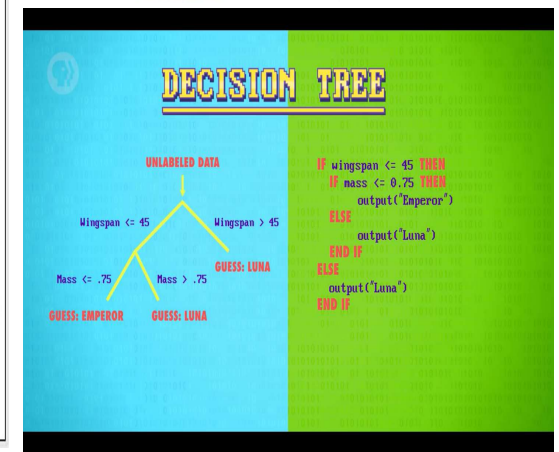 DECISION TREE
UNLABELED DATA
Wingspan <= 45
Wingspan > 45
GUESS: LUNA
Mass <= .75
Mass > .75
GUESS: EMPEROR
GUESS: LUNA
IF wingspan <= 45 THEN
IF mass <= 0.75 THEN
output("Emperor")
ELSE
output("Luna")
END IF
ELSE
output("Luna")
END IF